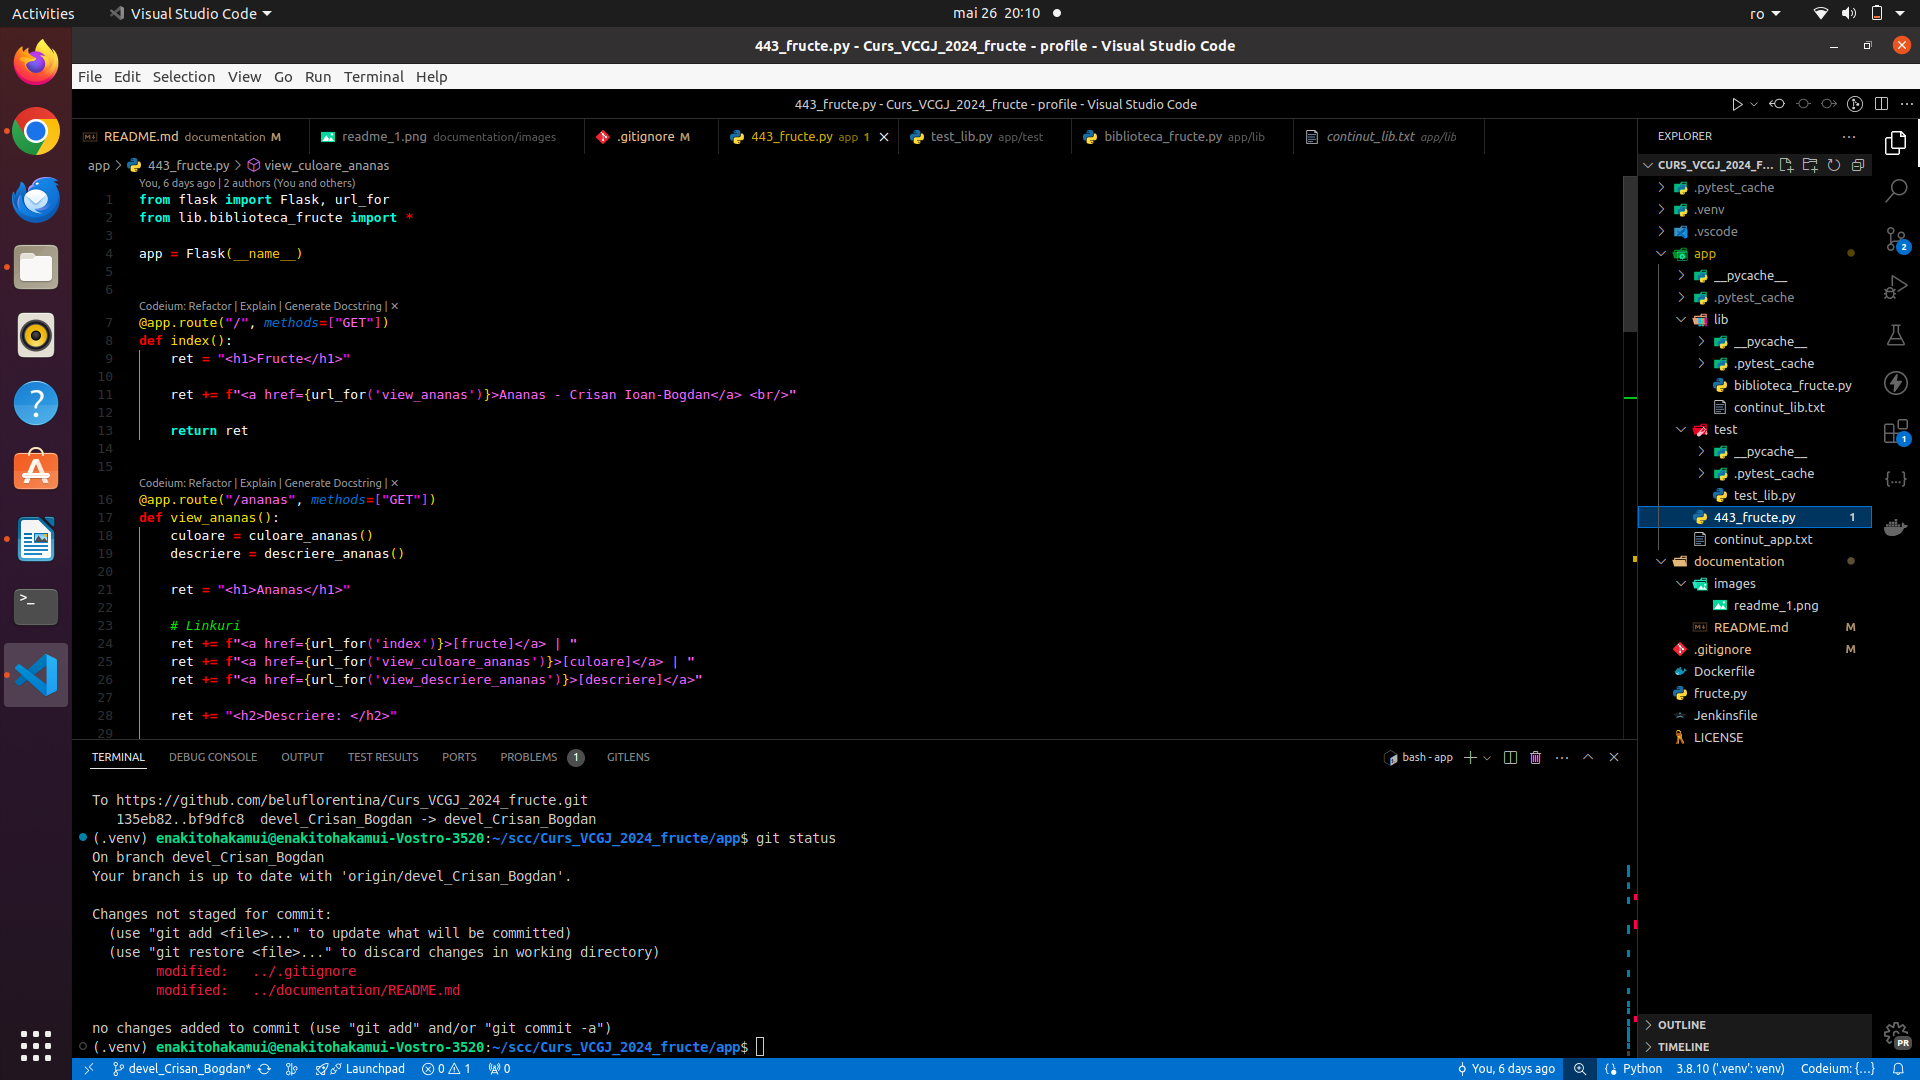 Activities
Visual Studio Code
mai 26 20:10
ro
443_fructe.py - Curs_VCGJ_2024_fructe - profile - Visual Studio Code
File Edit Selection View Go Run Terminal Help
443_fructe.py - Curs_VCGJ_2024_fructe - profile - Visual Studio Code
README.md documentation M
readme_1.png documentation/images
.gitignore M
443_fructe.py app 1
test_lib.py app/test
biblioteca_fructe.py app/lib
continut_lib.txt app/lib
app > 443_fructe.py > view_culoare_ananas
You, 6 days ago | 2 authors (You and others)
1 from flask import Flask, url_for
2 from lib.biblioteca_fructe import *
3
4 app = Flask(__name__)
5
6
Codeium: Refactor | Explain | Generate Docstring | ×
7 @app.route("/", methods=["GET"])
8 def index():
9 ret = "<h1>Fructe</h1>"
10
11 ret += f"<a href={url_for('view_ananas')}>Ananas - Crisan Ioan-Bogdan</a> <br/>"
12
13 return ret
14
15
Codeium: Refactor | Explain | Generate Docstring | ×
16 @app.route("/ananas", methods=["GET"])
17 def view_ananas():
18 culoare = culoare_ananas()
19 descriere = descriere_ananas()
20
21 ret = "<h1>Ananas</h1>"
22
23 # Linkuri
24 ret += f"<a href={url_for('index')}>[fructe]</a> | "
25 ret += f"<a href={url_for('view_culoare_ananas')}>[culoare]</a> | "
26 ret += f"<a href={url_for('view_descriere_ananas')}>[descriere]</a>"
27
28 ret += "<h2>Descriere: </h2>"
29
TERMINAL DEBUG CONSOLE OUTPUT TEST RESULTS PORTS PROBLEMS 1 GITLENS
bash - app
To https://github.com/beluflorentina/Curs_VCGJ_2024_fructe.git
135eb82..bf9dfc8 devel_Crisan_Bogdan -> devel_Crisan_Bogdan
(.venv) enakitohakamui@enakitohakamui-Vostro-3520:~/scc/Curs_VCGJ_2024_fructe/app$ git status
On branch devel_Crisan_Bogdan
Your branch is up to date with 'origin/devel_Crisan_Bogdan'.
Changes not staged for commit:
(use "git add <file>..." to update what will be committed)
(use "git restore <file>..." to discard changes in working directory)
modified: ../.gitignore
modified: ../documentation/README.md
no changes added to commit (use "git add" and/or "git commit -a")
(.venv) enakitohakamui@enakitohakamui-Vostro-3520:~/scc/Curs_VCGJ_2024_fructe/app$
EXPLORER
CURS_VCGJ_2024_F...
.pytest_cache
.venv
.vscode
app
__pycache__
.pytest_cache
lib
__pycache__
.pytest_cache
biblioteca_fructe.py
continut_lib.txt
test
__pycache__
.pytest_cache
test_lib.py
443_fructe.py 1
continut_app.txt
documentation
images
readme_1.png
README.md M
.gitignore M
Dockerfile
fructe.py
Jenkinsfile
LICENSE
OUTLINE
TIMELINE
2
1
PR
devel_Crisan_Bogdan*
Launchpad
0 1
0
You, 6 days ago
Python
3.8.10 ('.venv': venv)
Codeium: {...}